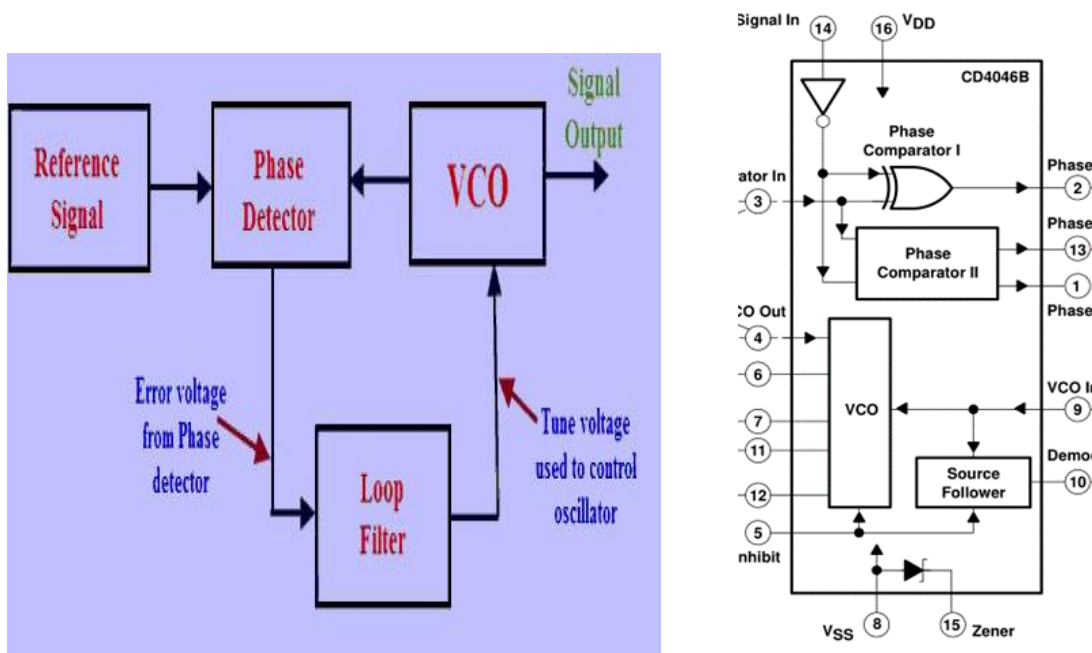 Reference
Signal
Phase
Detector
VCO
Signal
Output
Error voltage
from Phase
detector
Loop
Filter
Tune voltage
used to control
oscillator
Signal In
14
16
VDD
CD4046B
Phase
Comparator I
ator In
3
Phase
2
Phase
13
Phase
Comparator II
1
Phase
CO Out
4
6
VCO
7
11
12
5
nhibit
VCO In
9
Source
Follower
Demod
10
VSS
8
15
Zener